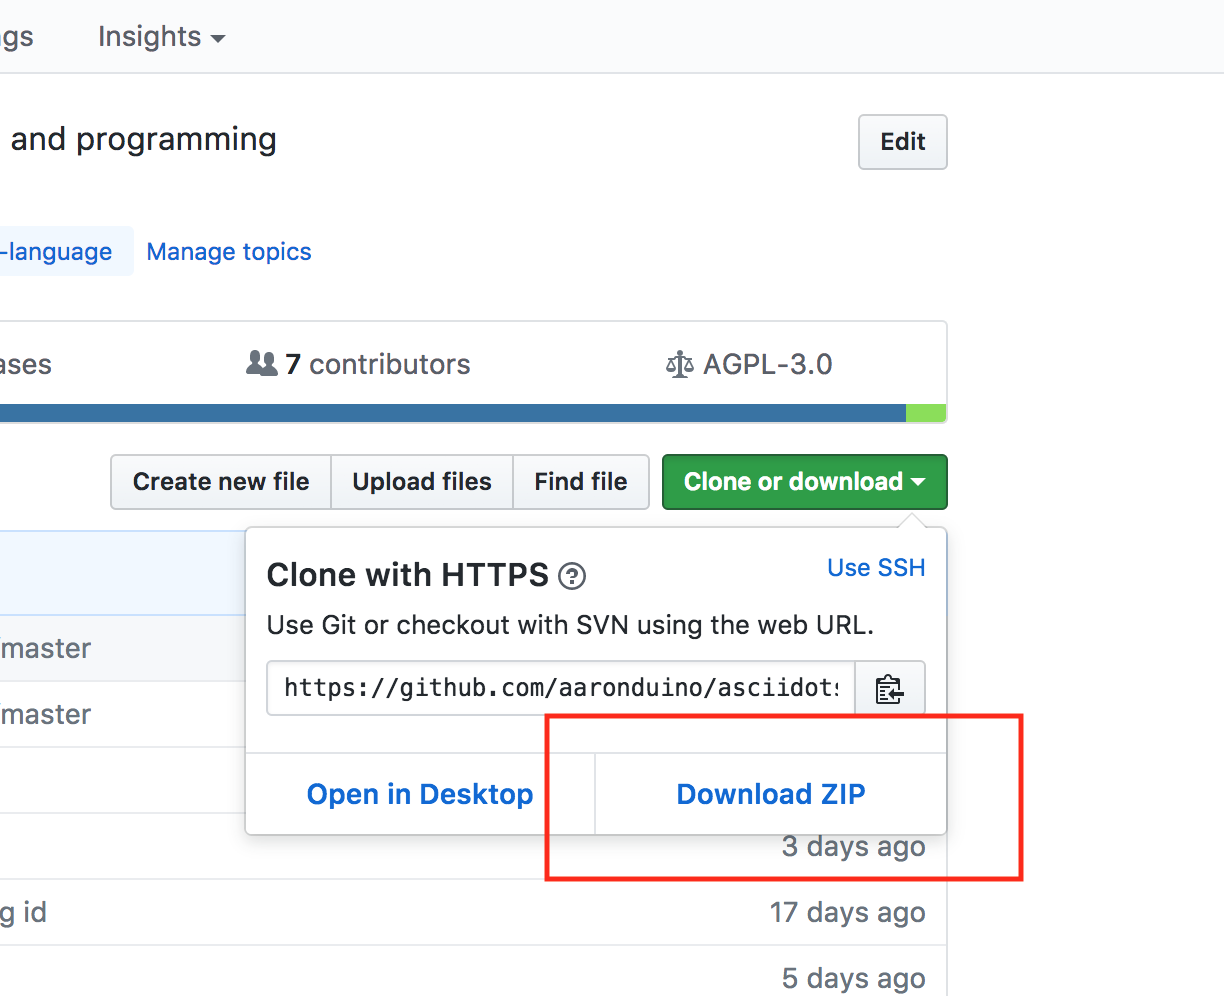 gs Insights
and programming
Edit
-language Manage topics
ases 7 contributors AGPL-3.0
Create new file Upload files Find file Clone or download
Clone with HTTPS ? Use SSH
Use Git or checkout with SVN using the web URL.
/master
https://github.com/aaronduino/asciidots
/master
Open in Desktop Download ZIP
3 days ago
g id 17 days ago
5 days ago